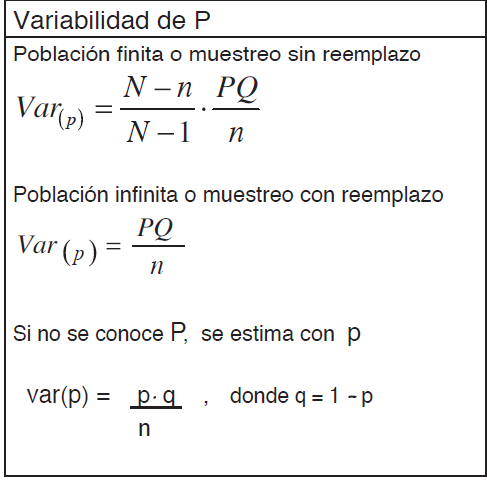 Variabilidad de P
Población finita o muestreo sin reemplazo
Var(p) = N − n / N − 1 · PQ / n
Población infinita o muestreo con reemplazo
Var (p) = PQ / n
Si no se conoce P, se estima con p
var(p) = p· q / n , donde q = 1 - p